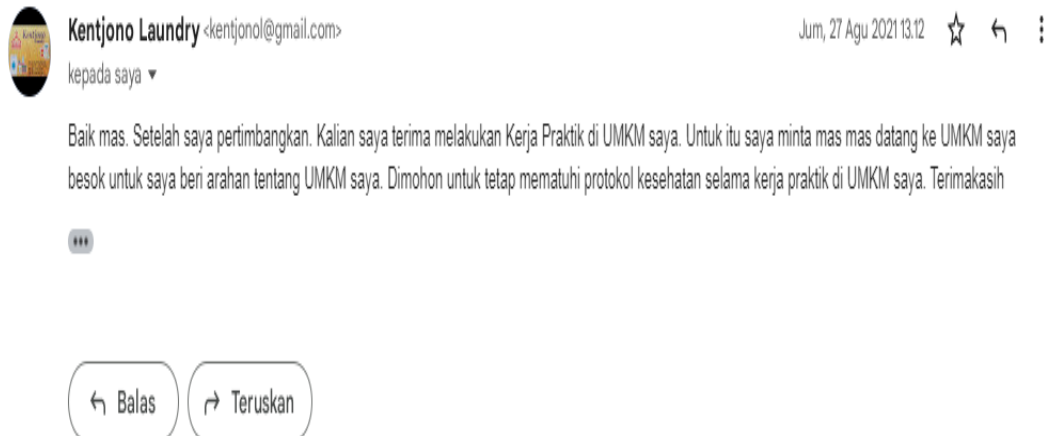 Kentjono Laundry <kentjonol@gmail.com>
Jum, 27 Agu 2021 13.12
kepada saya
Baik mas. Setelah saya pertimbangkan. Kalian saya terima melakukan Kerja Praktik di UMKM saya. Untuk itu saya minta mas mas datang ke UMKM saya
besok untuk saya beri arahan tentang UMKM saya. Dimohon untuk tetap mematuhi protokol kesehatan selama kerja praktik di UMKM saya. Terimakasih
Balas
Teruskan